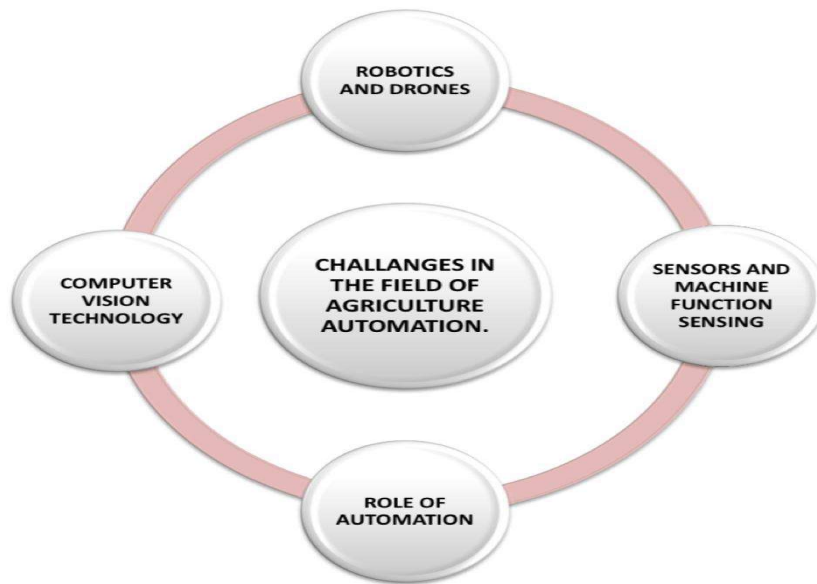 ROBOTICS
AND DRONES
COMPUTER
VISION
TECHNOLOGY
CHALLANGES IN
THE FIELD OF
AGRICULTURE
AUTOMATION.
SENSORS AND
MACHINE
FUNCTION
SENSING
ROLE OF
AUTOMATION